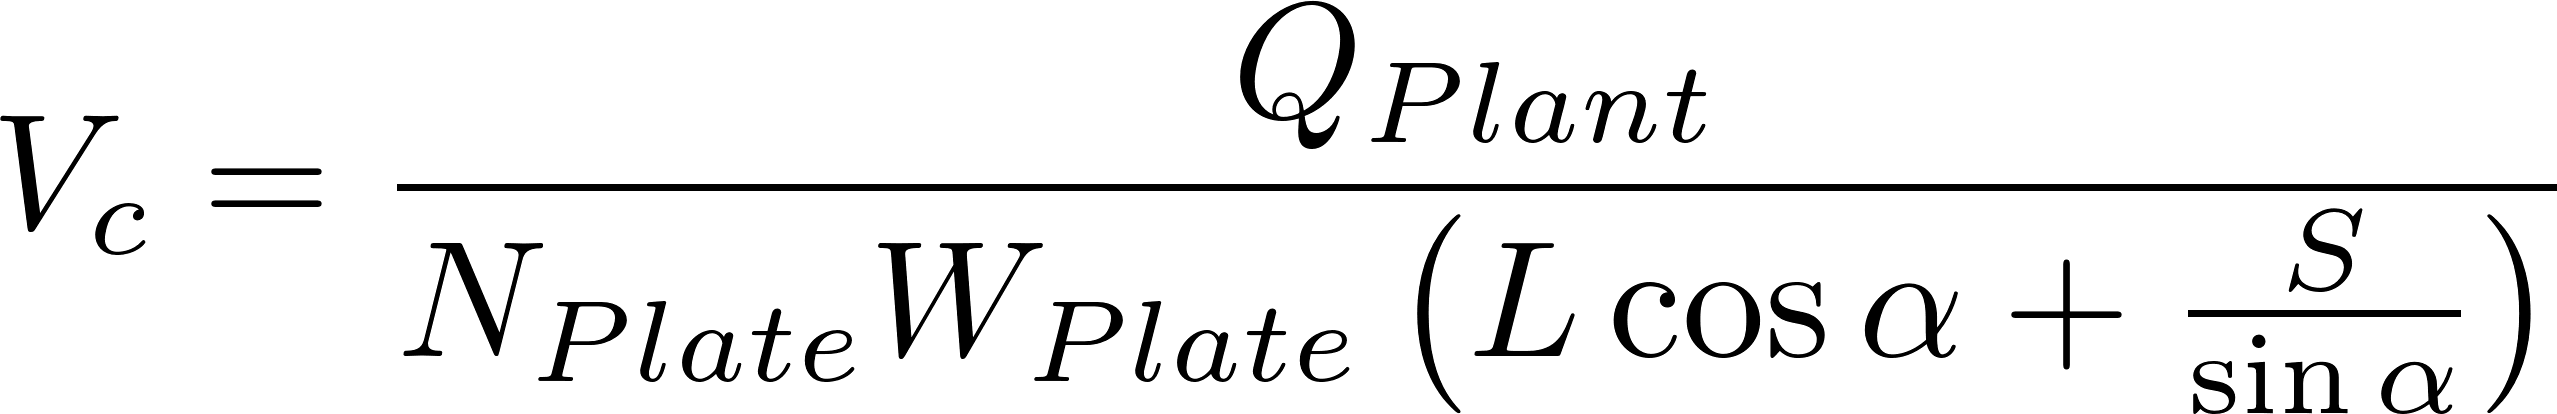 V_c = \frac{Q_{Plant}}{N_{Plate} W_{Plate} \left( L \cos \alpha + \frac{S}{\sin \alpha} \right)}